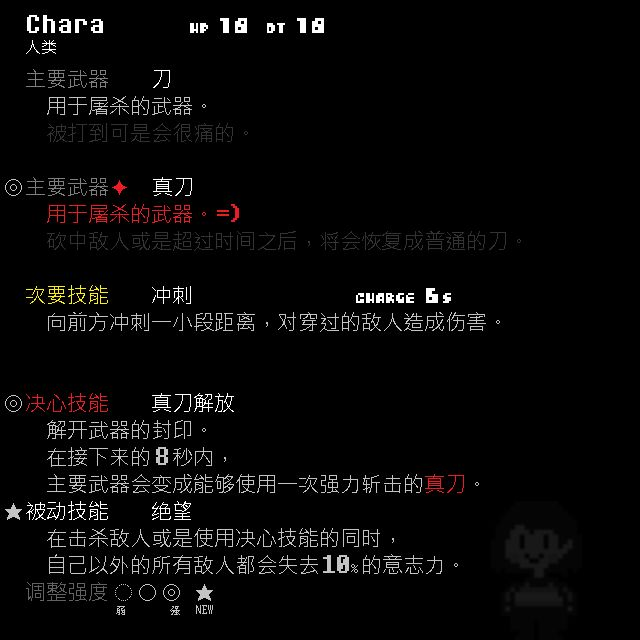 Chara HP 10 DT 10
人类
主要武器 刀
用于屠杀的武器。
被打到可是会很痛的。
◎主要武器✦ 真刀
用于屠杀的武器。=)
砍中敌人或是超过时间之后，将会恢复成普通的刀。
次要技能 冲刺 CHARGE 6s
向前方冲刺一小段距离，对穿过的敌人造成伤害。
◎决心技能 真刀解放
解开武器的封印。
在接下来的8秒内，
主要武器会变成能够使用一次强力斩击的真刀。
★被动技能 绝望
在击杀敌人或是使用决心技能的同时，
自己以外的所有敌人都会失去10%的意志力。
调整强度 ◌ ○ ◎ ★
弱 强 NEW